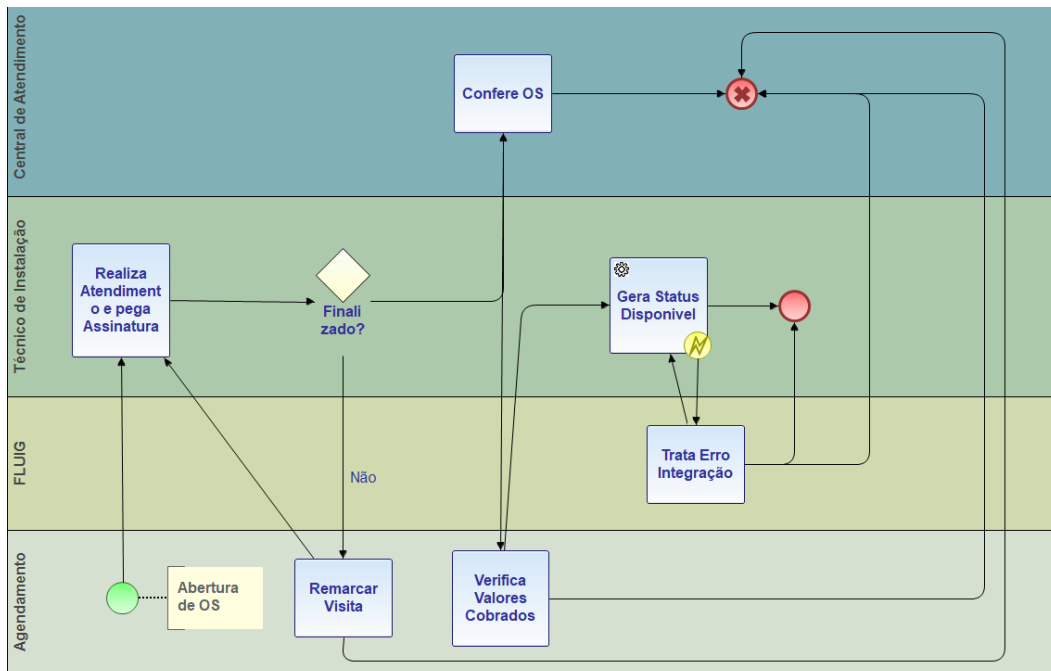 Central de Atendimento
Confere OS
Técnico de Instalação
Realiza
Atendiment
o e pega
Assinatura
Finali
zado?
Gera Status
Disponivel
FLUIG
Não
Trata Erro
Integração
Agendamento
Abertura
de OS
Remarcar
Visita
Verifica
Valores
Cobrados